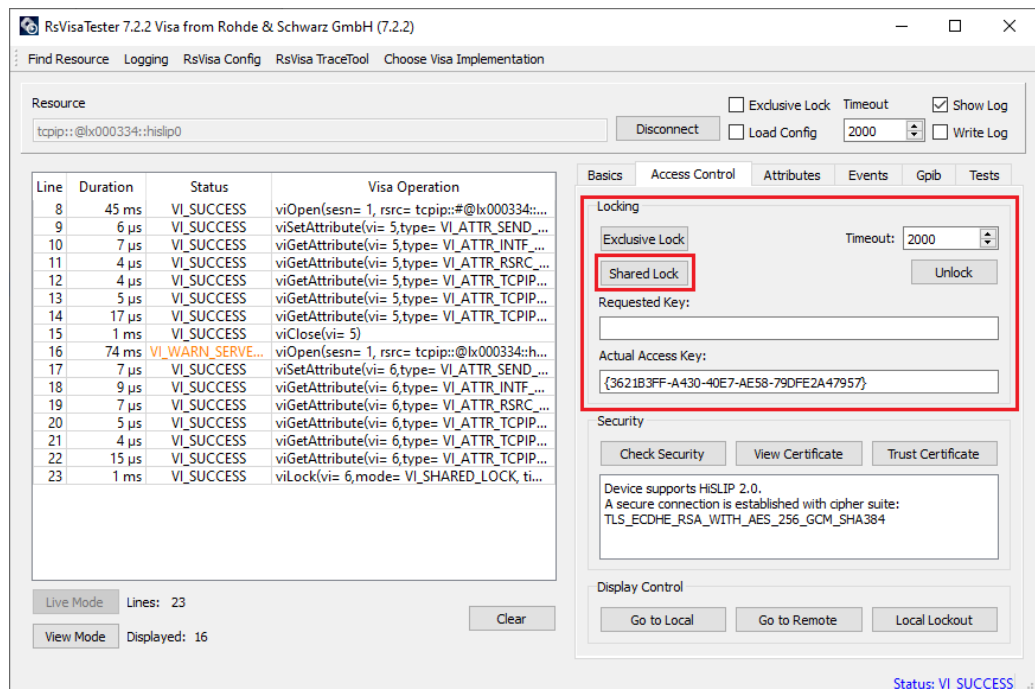 RsVisaTester 7.2.2 Visa from Rohde & Schwarz GmbH (7.2.2)
Find Resource Logging RsVisa Config RsVisa TraceTool Choose Visa Implementation
Resource
Exclusive Lock Timeout Show Log
tcpip::@lx000334::hislip0 Disconnect Load Config 2000 Write Log
Basics Access Control Attributes Events Gpib Tests
Line Duration Status Visa Operation
8 45 ms VI_SUCCESS viOpen(sesn= 1, rsrc= tcpip::#@lx000334::...
9 6 µs VI_SUCCESS viSetAttribute(vi= 5,type= VI_ATTR_SEND_...
10 7 µs VI_SUCCESS viGetAttribute(vi= 5,type= VI_ATTR_INTF_...
11 4 µs VI_SUCCESS viGetAttribute(vi= 5,type= VI_ATTR_RSRC_...
12 4 µs VI_SUCCESS viGetAttribute(vi= 5,type= VI_ATTR_TCPIP...
13 5 µs VI_SUCCESS viGetAttribute(vi= 5,type= VI_ATTR_TCPIP...
14 17 µs VI_SUCCESS viGetAttribute(vi= 5,type= VI_ATTR_TCPIP...
15 1 ms VI_SUCCESS viClose(vi= 5)
16 74 ms VI_WARN_SERVE... viOpen(sesn= 1, rsrc= tcpip::@lx000334::h...
17 7 µs VI_SUCCESS viSetAttribute(vi= 6,type= VI_ATTR_SEND_...
18 9 µs VI_SUCCESS viGetAttribute(vi= 6,type= VI_ATTR_INTF_...
19 7 µs VI_SUCCESS viGetAttribute(vi= 6,type= VI_ATTR_RSRC_...
20 5 µs VI_SUCCESS viGetAttribute(vi= 6,type= VI_ATTR_TCPIP...
21 4 µs VI_SUCCESS viGetAttribute(vi= 6,type= VI_ATTR_TCPIP...
22 15 µs VI_SUCCESS viGetAttribute(vi= 6,type= VI_ATTR_TCPIP...
23 1 ms VI_SUCCESS viLock(vi= 6,mode= VI_SHARED_LOCK, ti...
Live Mode Lines: 23
Clear
View Mode Displayed: 16
Locking
Exclusive Lock Timeout: 2000
Shared Lock Unlock
Requested Key:
Actual Access Key:
{3621B3FF-A430-40E7-AE58-79DFE2A47957}
Security
Check Security View Certificate Trust Certificate
Device supports HiSLIP 2.0.
A secure connection is established with cipher suite:
TLS_ECDHE_RSA_WITH_AES_256_GCM_SHA384
Display Control
Go to Local Go to Remote Local Lockout
Status: VI_SUCCESS